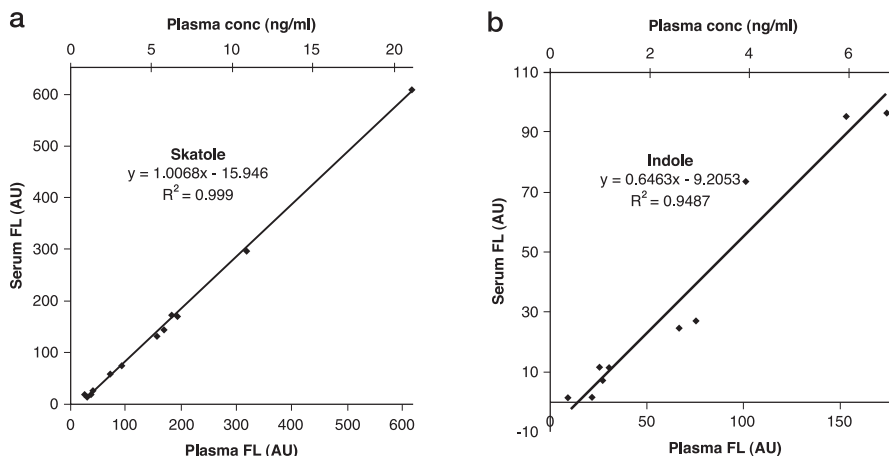 a
Plasma conc (ng/ml)
0 5 10 15 20
600
500
400
300
200
100
0
Serum FL (AU)
Skatole
y = 1.0068x - 15.946
R² = 0.999
0 100 200 300 400 500 600
Plasma FL (AU)
b
Plasma conc (ng/ml)
0 2 4 6
110
90
70
50
30
10
-10
Serum FL (AU)
Indole
y = 0.6463x - 9.2053
R² = 0.9487
0 50 100 150
Plasma FL (AU)